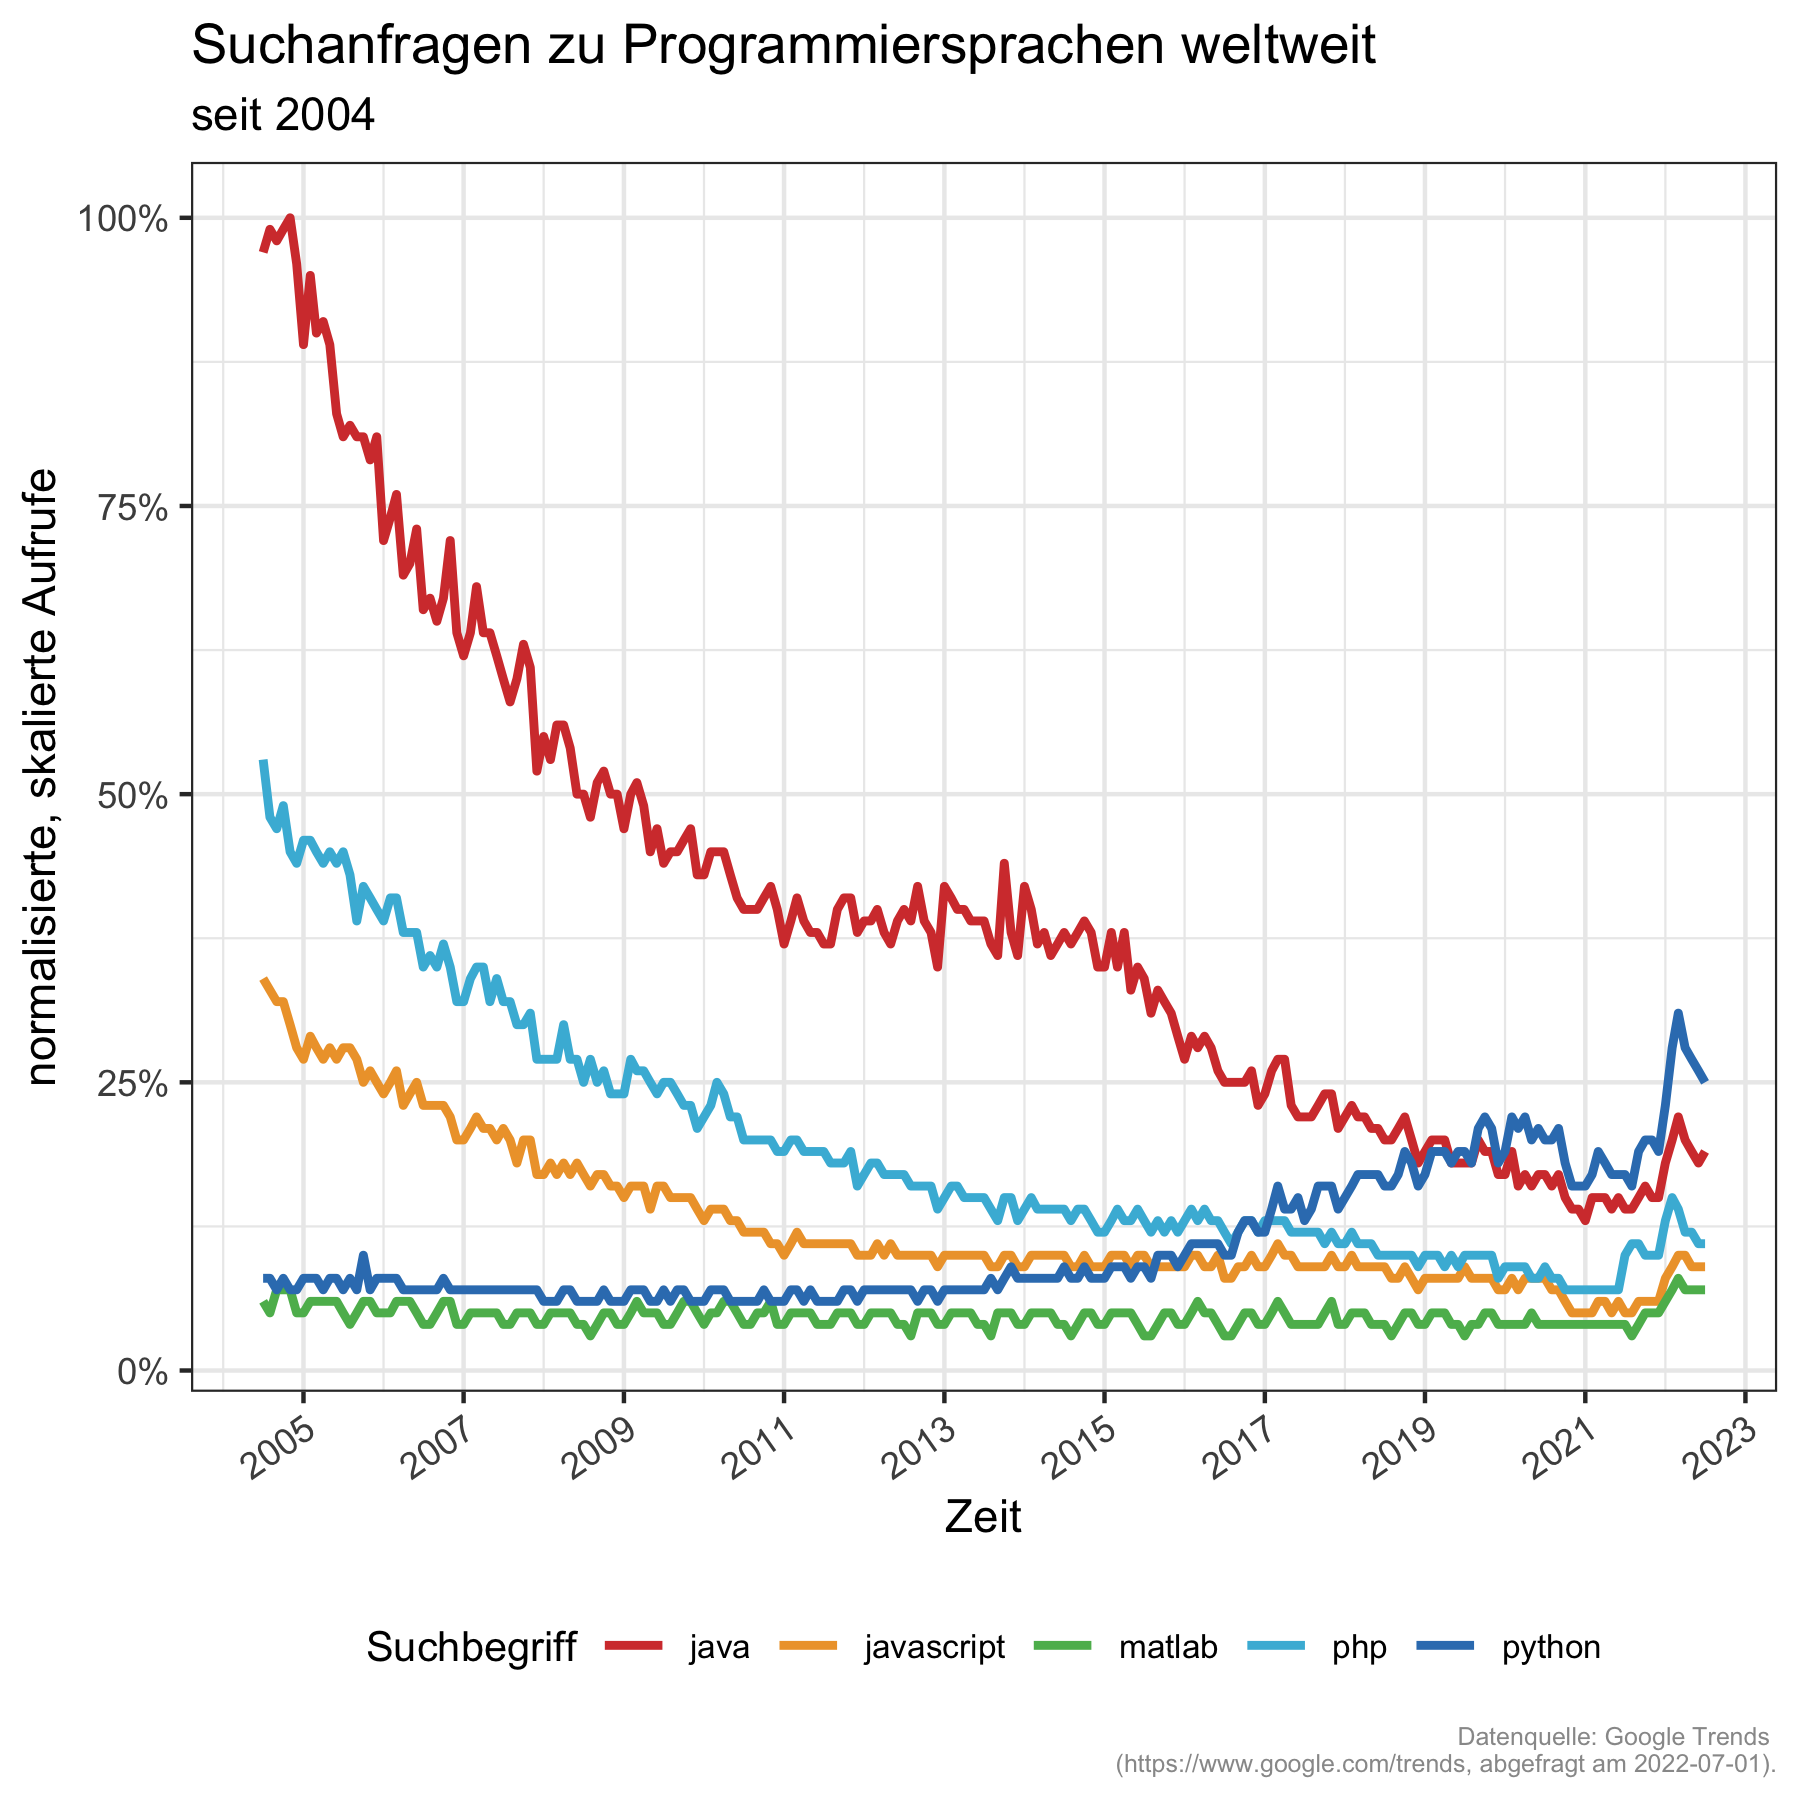 Suchanfragen zu Programmiersprachen weltweit
seit 2004
normalisierte, skalierte Aufrufe
100%
75%
50%
25%
0%
2005 2007 2009 2011 2013 2015 2017 2019 2021 2023
Zeit
Suchbegriff java javascript matlab php python
Datenquelle: Google Trends
(https://www.google.com/trends, abgefragt am 2022-07-01).